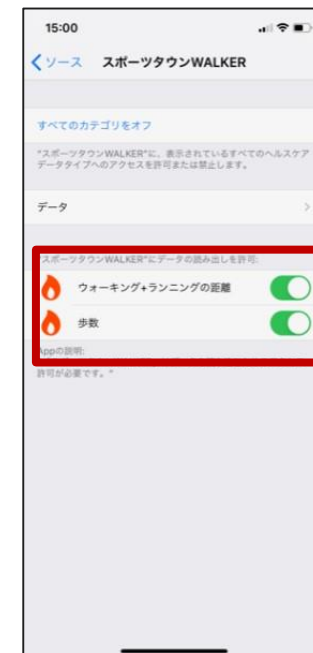 15:00
ソース スポーツタウンWALKER
すべてのカテゴリをオフ
"スポーツタウンWALKER"に、表示されているすべてのヘルスケア
データタイプへのアクセスを許可または禁止します。
データ
"スポーツタウンWALKER"にデータの読み出しを許可:
ウォーキング+ランニングの距離
歩数
Appの説明:
許可が必要です。"